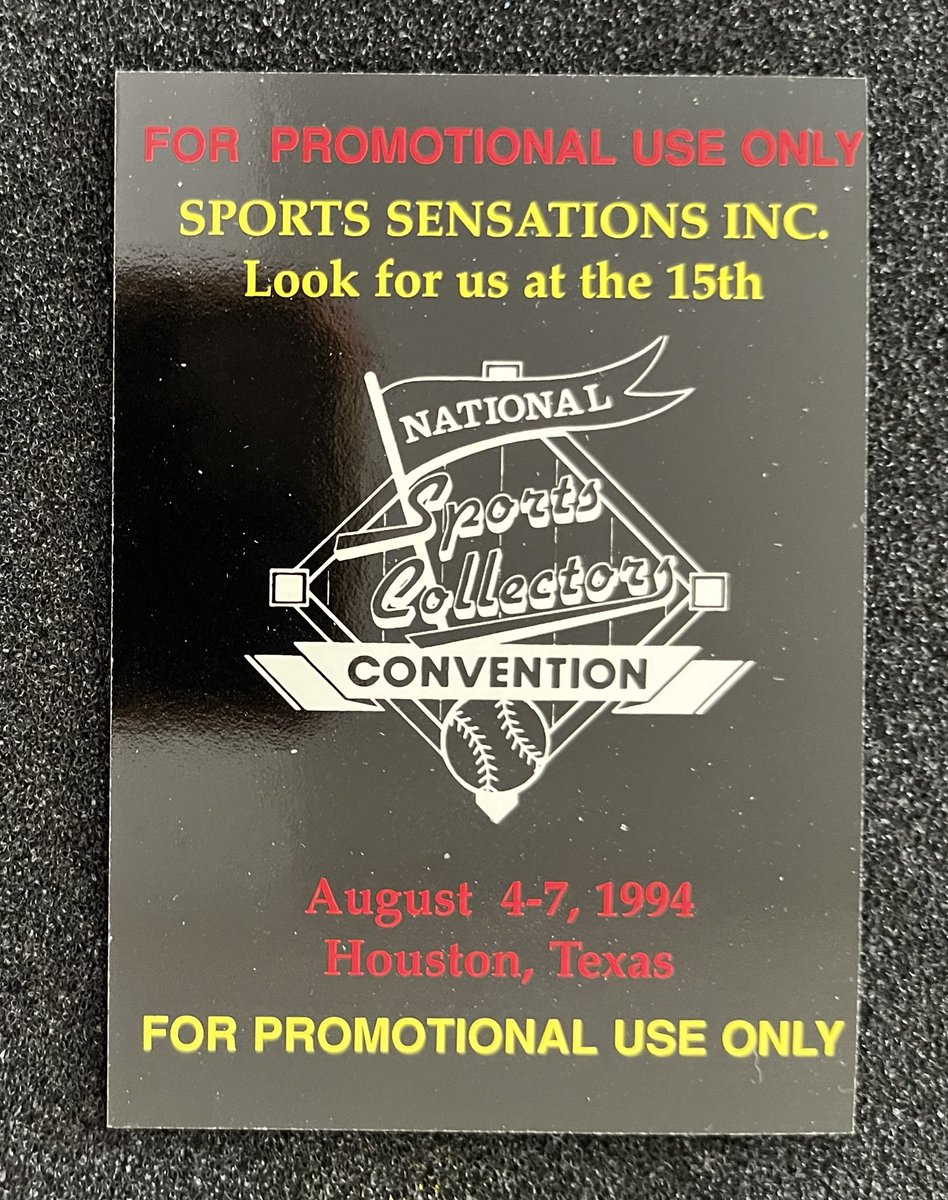 FOR PROMOTIONAL USE ONLY
SPORTS SENSATIONS INC.
Look for us at the 15th
NATIONAL
Sports
Collectors
CONVENTION
August 4-7, 1994
Houston, Texas
FOR PROMOTIONAL USE ONLY